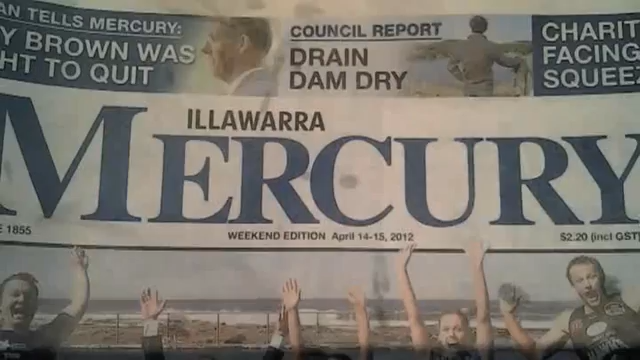 AN TELLS MERCURY:
Y BROWN WAS
HT TO QUIT
COUNCIL REPORT
DRAIN
DAM DRY
CHARIT
FACING
SQUEE
ILLAWARRA
MERCURY
E 1855
WEEKEND EDITION April 14-15, 2012
$2.20 (incl GST)